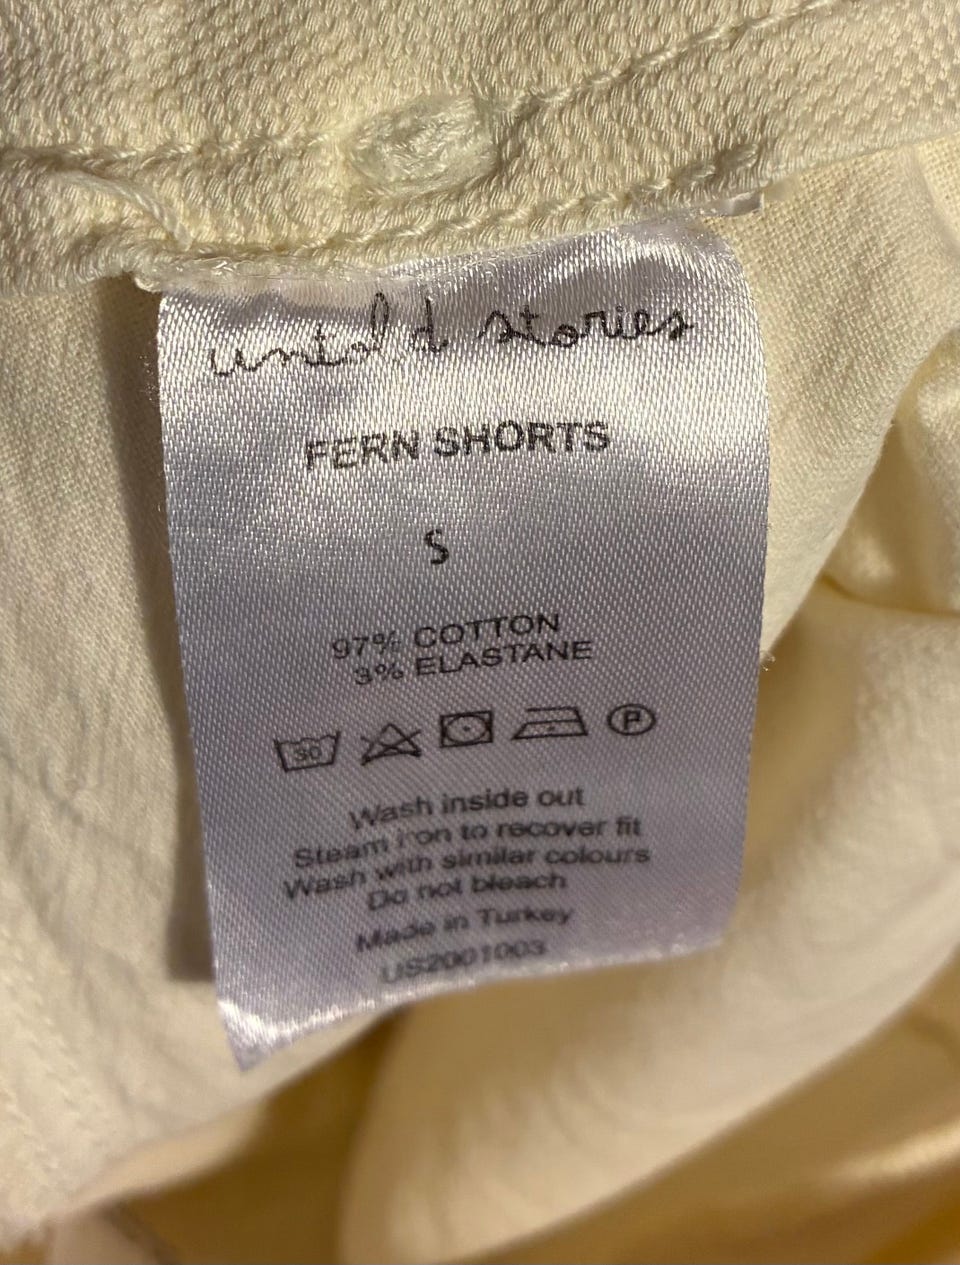 untold stories
FERN SHORTS
S
97% COTTON
3% ELASTANE
30
P
Wash inside out
Steam iron to recover fit
Wash with similar colours
Do not bleach
Made in Turkey
US2001003